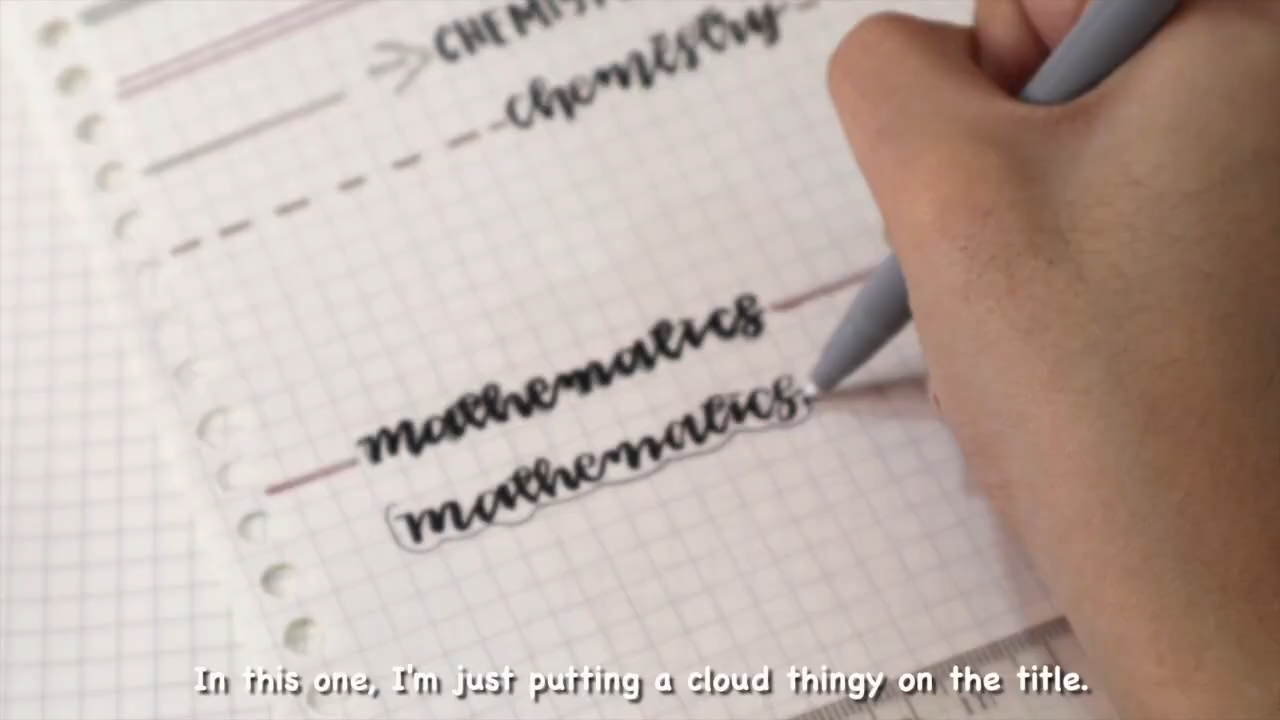 CHEMIS
chemistry
mathematics
mathematics
In this one, I'm just putting a cloud thingy on the title.